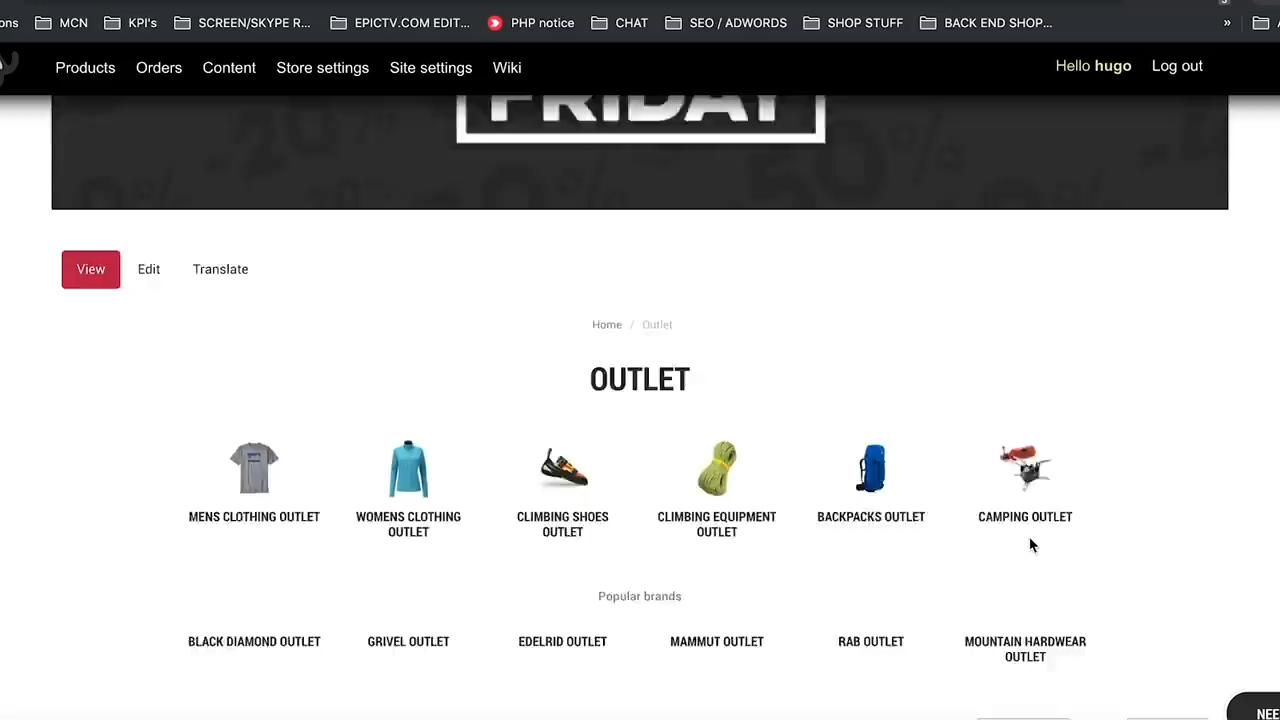 ons MCN KPI's SCREEN/SKYPE R... EPICTV.COM EDIT... PHP notice CHAT SEO / ADWORDS SHOP STUFF BACK END SHOP... »
Products Orders Content Store settings Site settings Wiki Hello hugo Log out
FRIDAY
20% 50%
View Edit Translate
Home / Outlet
OUTLET
MENS CLOTHING OUTLET
WOMENS CLOTHING
OUTLET
CLIMBING SHOES
OUTLET
CLIMBING EQUIPMENT
OUTLET
BACKPACKS OUTLET
CAMPING OUTLET
Popular brands
BLACK DIAMOND OUTLET
GRIVEL OUTLET
EDELRID OUTLET
MAMMUT OUTLET
RAB OUTLET
MOUNTAIN HARDWEAR
OUTLET
NEE